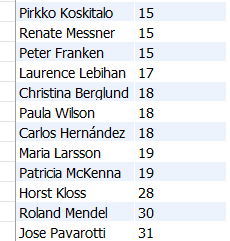 Pirkko Koskitalo 15
Renate Messner 15
Peter Franken 15
Laurence Lebihan 17
Christina Berglund 18
Paula Wilson 18
Carlos Hernández 18
Maria Larsson 19
Patricia McKenna 19
Horst Kloss 28
Roland Mendel 30
Jose Pavarotti 31